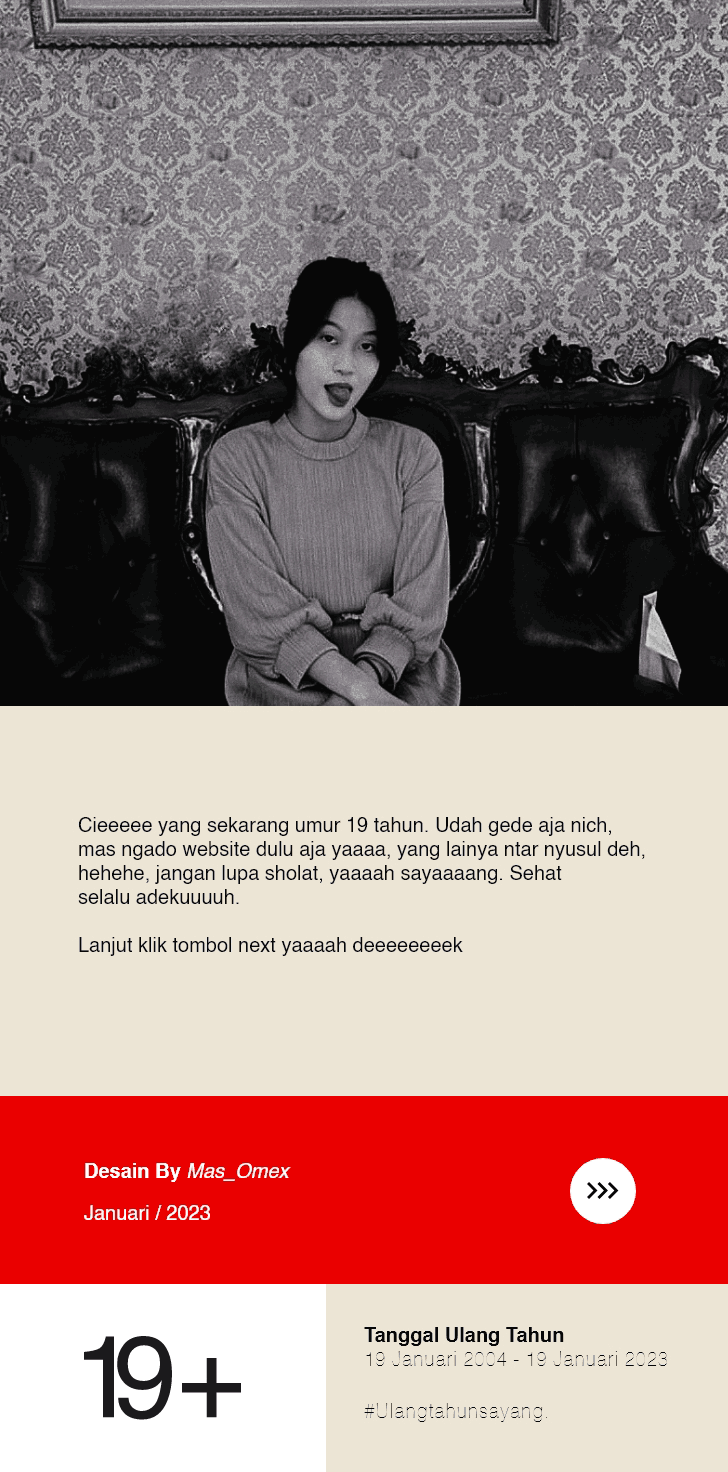 Cieeeee yang sekarang umur 19 tahun. Udah gede aja nich,
mas ngado website dulu aja yaaaa, yang lainya ntar nyusul deh,
hehehe, jangan lupa sholat, yaaaah sayaaaang. Sehat
selalu adekuuuuh.
Lanjut klik tombol next yaaaah deeeeeeeek
Desain By Mas_Omex
Januari / 2023
19+
Tanggal Ulang Tahun
19 Januari 2004 - 19 Januari 2023
#Ulangtahunsayang.